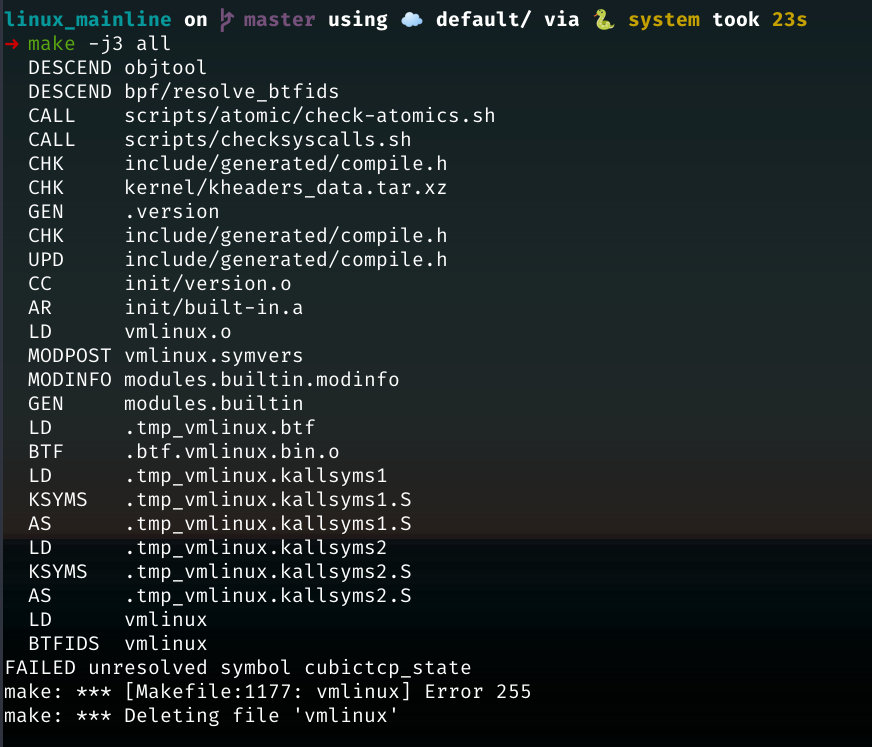 linux_mainline on master using ☁️ default/ via 🐍 system took 23s
→ make -j3 all
DESCEND objtool
DESCEND bpf/resolve_btfids
CALL scripts/atomic/check-atomics.sh
CALL scripts/checksyscalls.sh
CHK include/generated/compile.h
CHK kernel/kheaders_data.tar.xz
GEN .version
CHK include/generated/compile.h
UPD include/generated/compile.h
CC init/version.o
AR init/built-in.a
LD vmlinux.o
MODPOST vmlinux.symvers
MODINFO modules.builtin.modinfo
GEN modules.builtin
LD .tmp_vmlinux.btf
BTF .btf.vmlinux.bin.o
LD .tmp_vmlinux.kallsyms1
KSYMS .tmp_vmlinux.kallsyms1.S
AS .tmp_vmlinux.kallsyms1.S
LD .tmp_vmlinux.kallsyms2
KSYMS .tmp_vmlinux.kallsyms2.S
AS .tmp_vmlinux.kallsyms2.S
LD vmlinux
BTFIDS vmlinux
FAILED unresolved symbol cubictcp_state
make: *** [Makefile:1177: vmlinux] Error 255
make: *** Deleting file 'vmlinux'